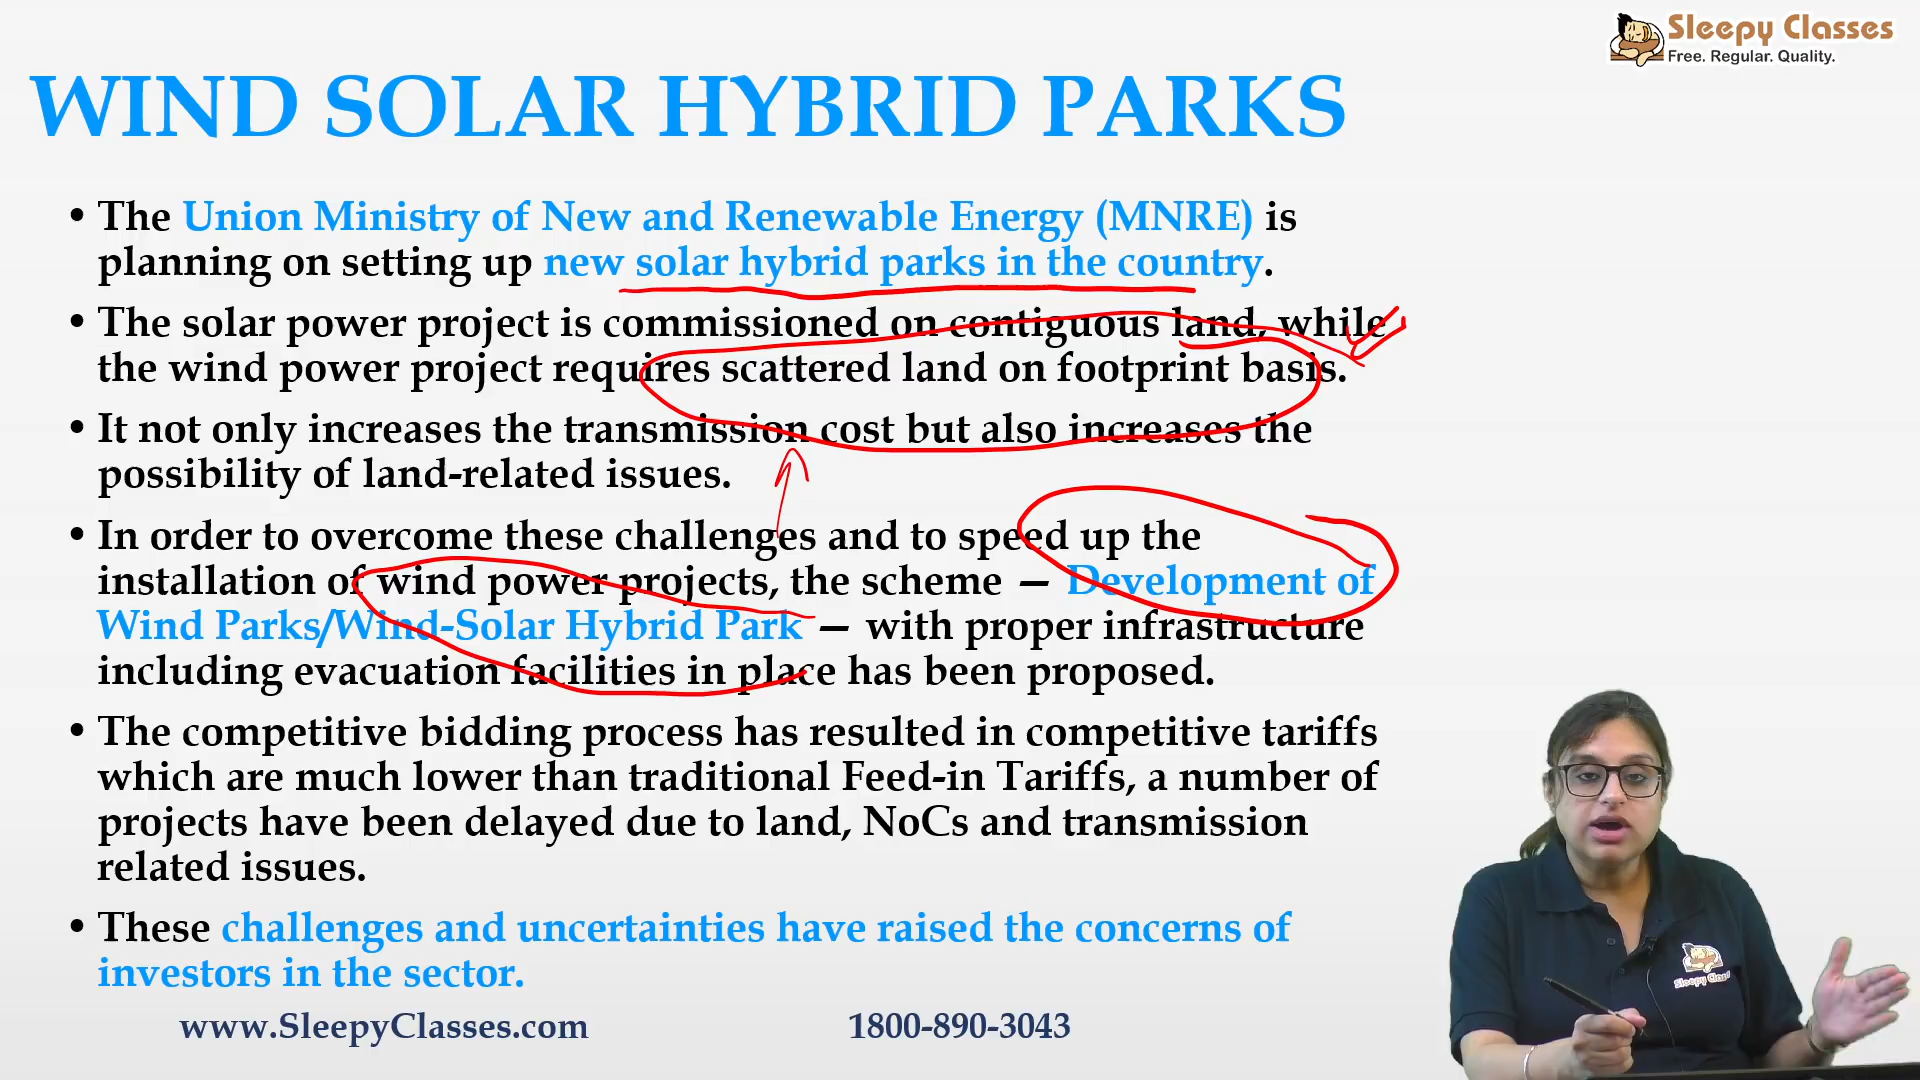 Sleepy Classes
Free. Regular. Quality.
WIND SOLAR HYBRID PARKS
• The Union Ministry of New and Renewable Energy (MNRE) is
planning on setting up new solar hybrid parks in the country.
• The solar power project is commissioned on contiguous land, while
the wind power project requires scattered land on footprint basis.
• It not only increases the transmission cost but also increases the
possibility of land-related issues.
• In order to overcome these challenges and to speed up the
installation of wind power projects, the scheme — Development of
Wind Parks/Wind-Solar Hybrid Park — with proper infrastructure
including evacuation facilities in place has been proposed.
• The competitive bidding process has resulted in competitive tariffs
which are much lower than traditional Feed-in Tariffs, a number of
projects have been delayed due to land, NoCs and transmission
related issues.
• These challenges and uncertainties have raised the concerns of
investors in the sector.
Sleepy Class
www.SleepyClasses.com
1800-890-3043